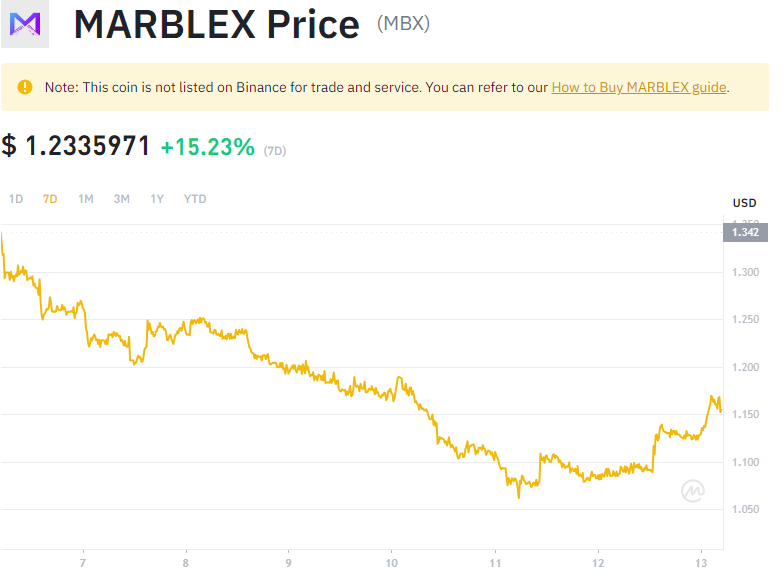 MARBLEX Price (MBX)
Note: This coin is not listed on Binance for trade and service. You can refer to our How to Buy MARBLEX guide.
$ 1.2335971 +15.23% (7D)
1D 7D 1M 3M 1Y YTD
USD
1.350
1.342
1.300
1.250
1.200
1.150
1.100
1.050
7 8 9 10 11 12 13